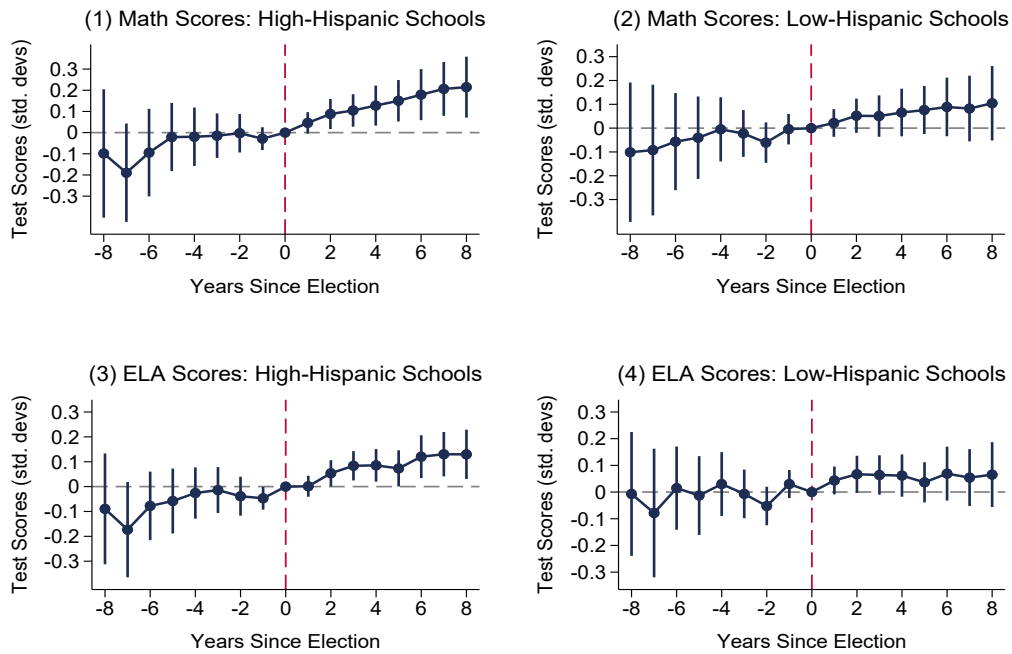 (1) Math Scores: High-Hispanic Schools
Test Scores (std. devs)
0.3
0.2
0.1
0
-0.1
-0.2
-0.3
-8 -6 -4 -2 0 2 4 6 8
Years Since Election
(2) Math Scores: Low-Hispanic Schools
Test Scores (std. devs)
0.3
0.2
0.1
0
-0.1
-0.2
-0.3
-8 -6 -4 -2 0 2 4 6 8
Years Since Election
(3) ELA Scores: High-Hispanic Schools
Test Scores (std. devs)
0.3
0.2
0.1
0
-0.1
-0.2
-0.3
-8 -6 -4 -2 0 2 4 6 8
Years Since Election
(4) ELA Scores: Low-Hispanic Schools
Test Scores (std. devs)
0.3
0.2
0.1
0
-0.1
-0.2
-0.3
-8 -6 -4 -2 0 2 4 6 8
Years Since Election